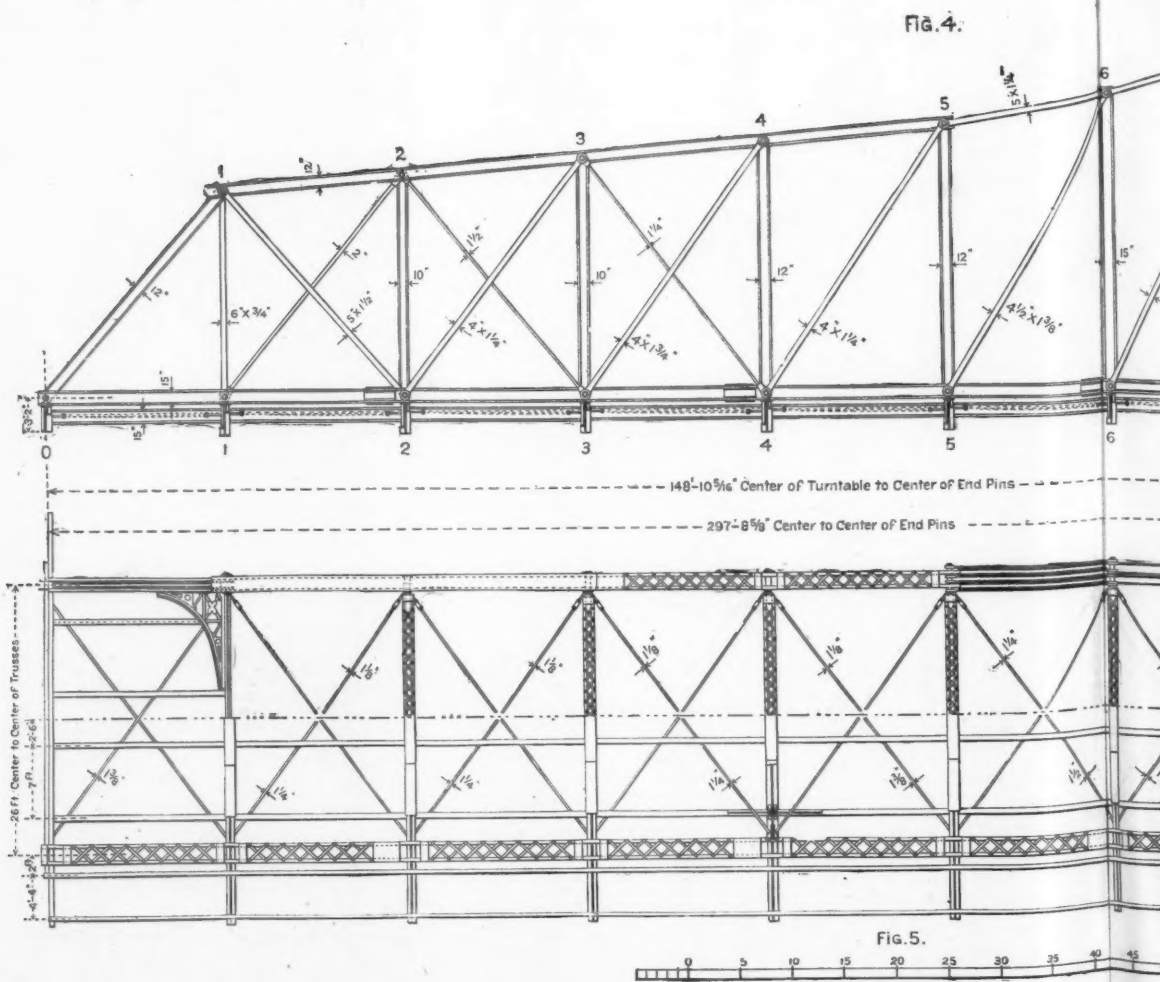 FIG.4.
6
5"X1¼"
5
4
3
2
1
12"
12"
6"X3/4"
2"
5"X1½"
10"
1½"
4"X1¼"
10"
1¼"
4"X1¾"
12"
4"X1¼"
12"
4½"X1⅜"
15"
15"
15"
0
1
2
3
4
5
6
148'-10 5/16" Center of Turntable to Center of End Pins
297'-8⅝" Center to Center of End Pins
26 Ft. Center to Center of Trusses
2'-6"
7 Ft.
4'-4"
1⅛"
1⅛"
1⅛"
1⅛"
1¼"
1⅜"
1¼"
1¼"
1¼"
1⅜"
1½"
FIG.5.
0 5 10 15 20 25 30 35 40 45